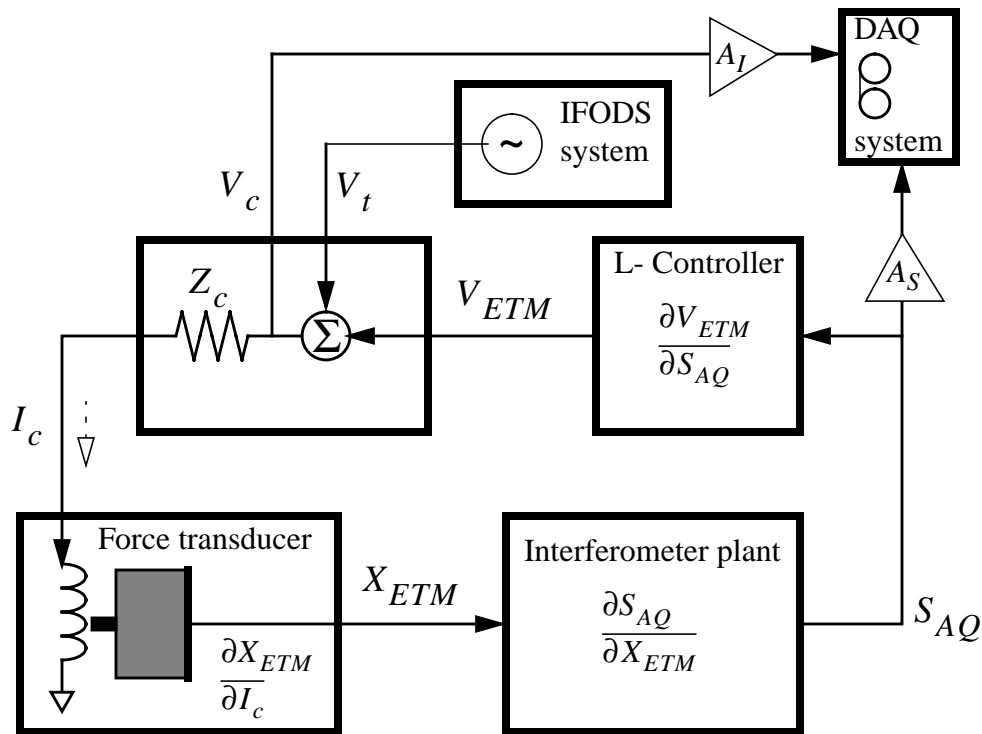 DAQ
system
A_I
IFODS
system
~
V_c
V_t
L- Controller
∂V_ETM
∂S_AQ
A_S
Z_c
V_ETM
Σ
I_c
Force transducer
∂X_ETM
∂I_c
X_ETM
Interferometer plant
∂S_AQ
∂X_ETM
S_AQ